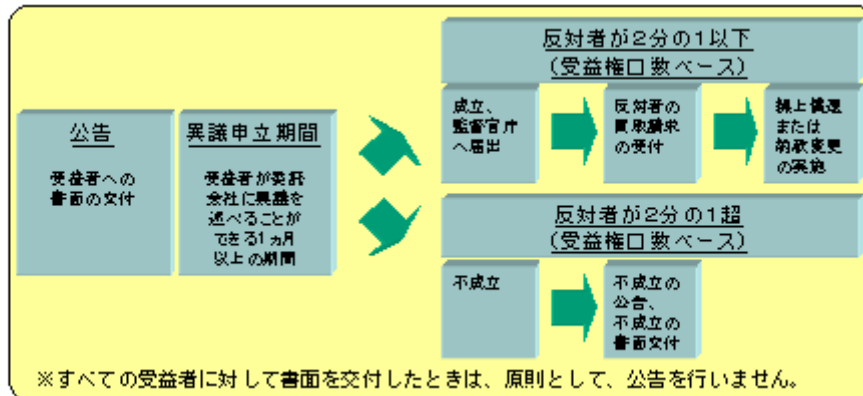 公告
受益者への
書面の交付
異議申立期間
受益者が委託
会社に異議を
述べることが
できる1ヵ月
以上の期間
反対者が2分の1以下
(受益権口数ベース)
成立、
監督官庁
へ届出
反対者の
買取請求
の受付
繰上償還
または
約款変更
の実施
反対者が2分の1超
(受益権口数ベース)
不成立
不成立の
公告、
不成立の
書面交付
※すべての受益者に対して書面を交付したときは、原則として、公告を行いません。